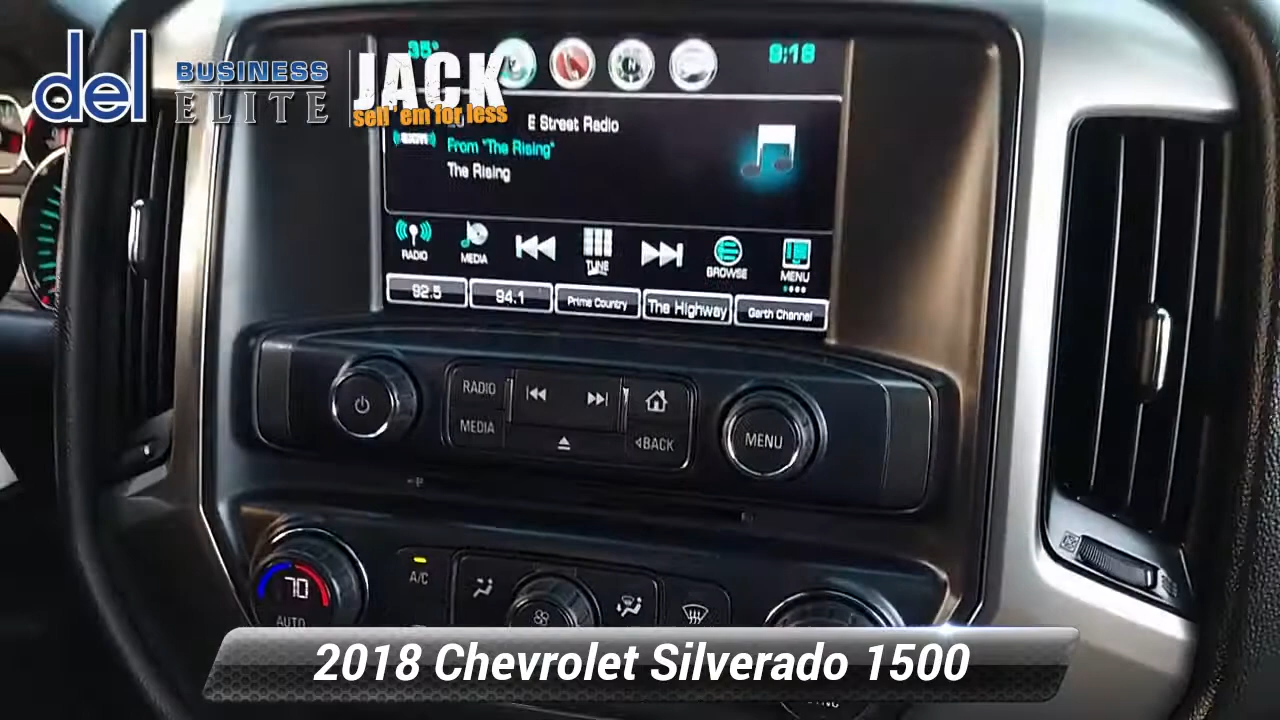 del BUSINESS ELITE JACK
sell 'em for less
35° N 9:18
E Street Radio
From "The Rising"
The Rising
RADIO MEDIA TUNE BROWSE MENU
92.5 94.1 Prime Country The Highway Garth Channel
RADIO
MEDIA BACK MENU
70 A/C
AUTO
2018 Chevrolet Silverado 1500